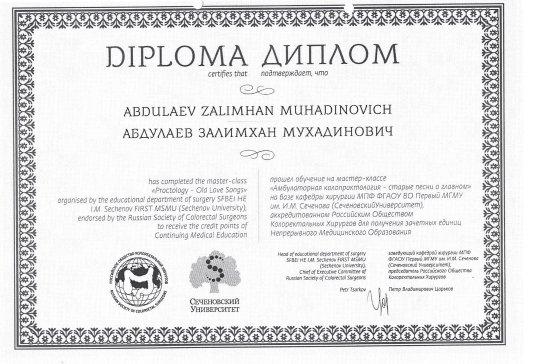 DIPLOMA ДИПЛОМ
certifies that подтверждает, что
ABDULAEV ZALIMHAN MUHADINOVICH
АБДУЛАЕВ ЗАЛИМХАН МУХАДИНОВИЧ
has completed the master-class
«Proctology - Old Love Songs»
organised by the educational department of surgery SFBEI HE
I.M. Sechenov FIRST MSMU (Sechenov University),
endorsed by the Russian Society of Colorectal Surgeons
to receive the credit points of
Continuing Medical Education
прошел обучение на мастер-классе
«Амбулаторная колопроктология - старые песни о главном»
на базе кафедры хирургии МПФ ФГАОУ ВО Первый МГМУ
им. И.М. Сеченова (СеченовскийУниверситет),
аккредитованном Российским Обществом
Колоректальных Хирургов для получения зачетных единиц
Непрерывного Медицинского Образования
Head of educational department of surgery
SFBEI HE I.M. Sechenov FIRST MSMU
(Sechenov University),
Chief of Executive Committee of
Russian Society of Colorectal Surgeons
Petr Tsarkov
заведующий кафедрой хирургии МПФ
ФГАОУ Первый МГМУ им. И.М. Сеченова
(Сеченовский Университет),
председатель Российского Общества
Колоректальных Хирургов
Петр Владимирович Царьков
СЕЧЕНОВСКИЙ
УНИВЕРСИТЕТ